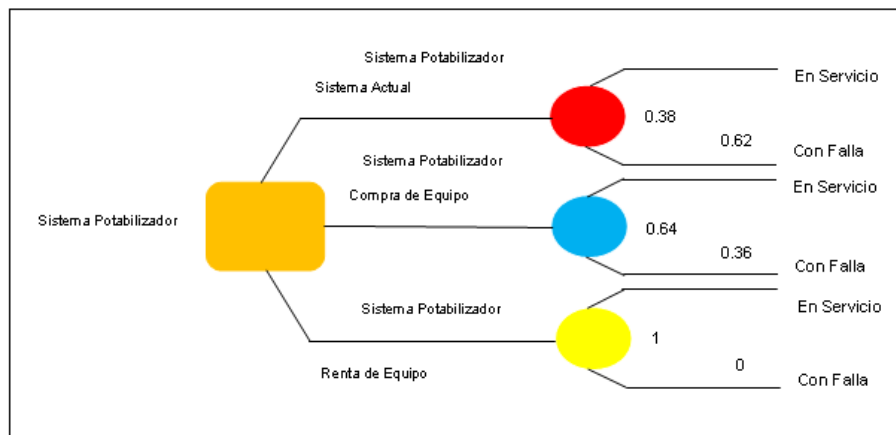 Sistema Potabilizador
Sistema Potabilizador
Sistema Actual
En Servicio
0.38
0.62
Con Falla
Sistema Potabilizador
Compra de Equipo
En Servicio
0.64
0.36
Con Falla
Sistema Potabilizador
Renta de Equipo
En Servicio
1
0
Con Falla